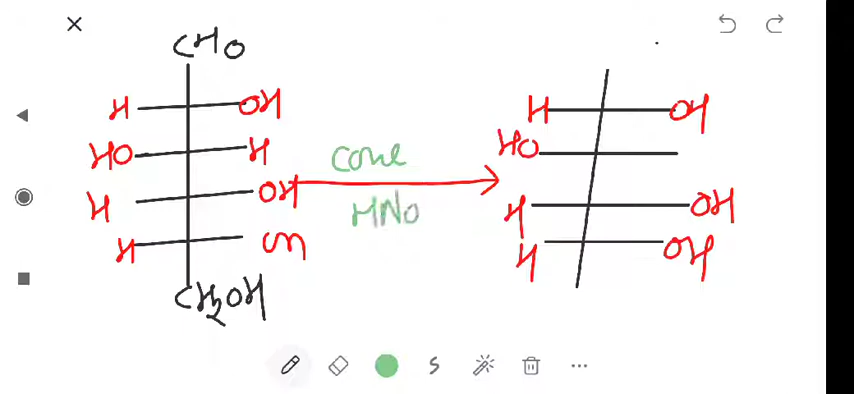 CHO
H OH
HO H
H OH
H
CH2OH
conc
HNO
H OH
HO
H OH
H OH
S